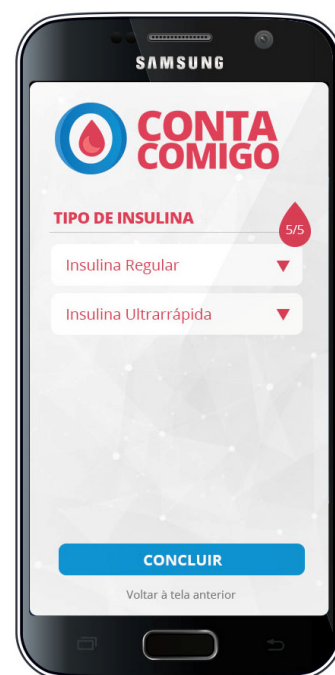 SAMSUNG
CONTA
COMIGO
TIPO DE INSULINA
5/5
Insulina Regular
Insulina Ultrarrápida
CONCLUIR
Voltar à tela anterior